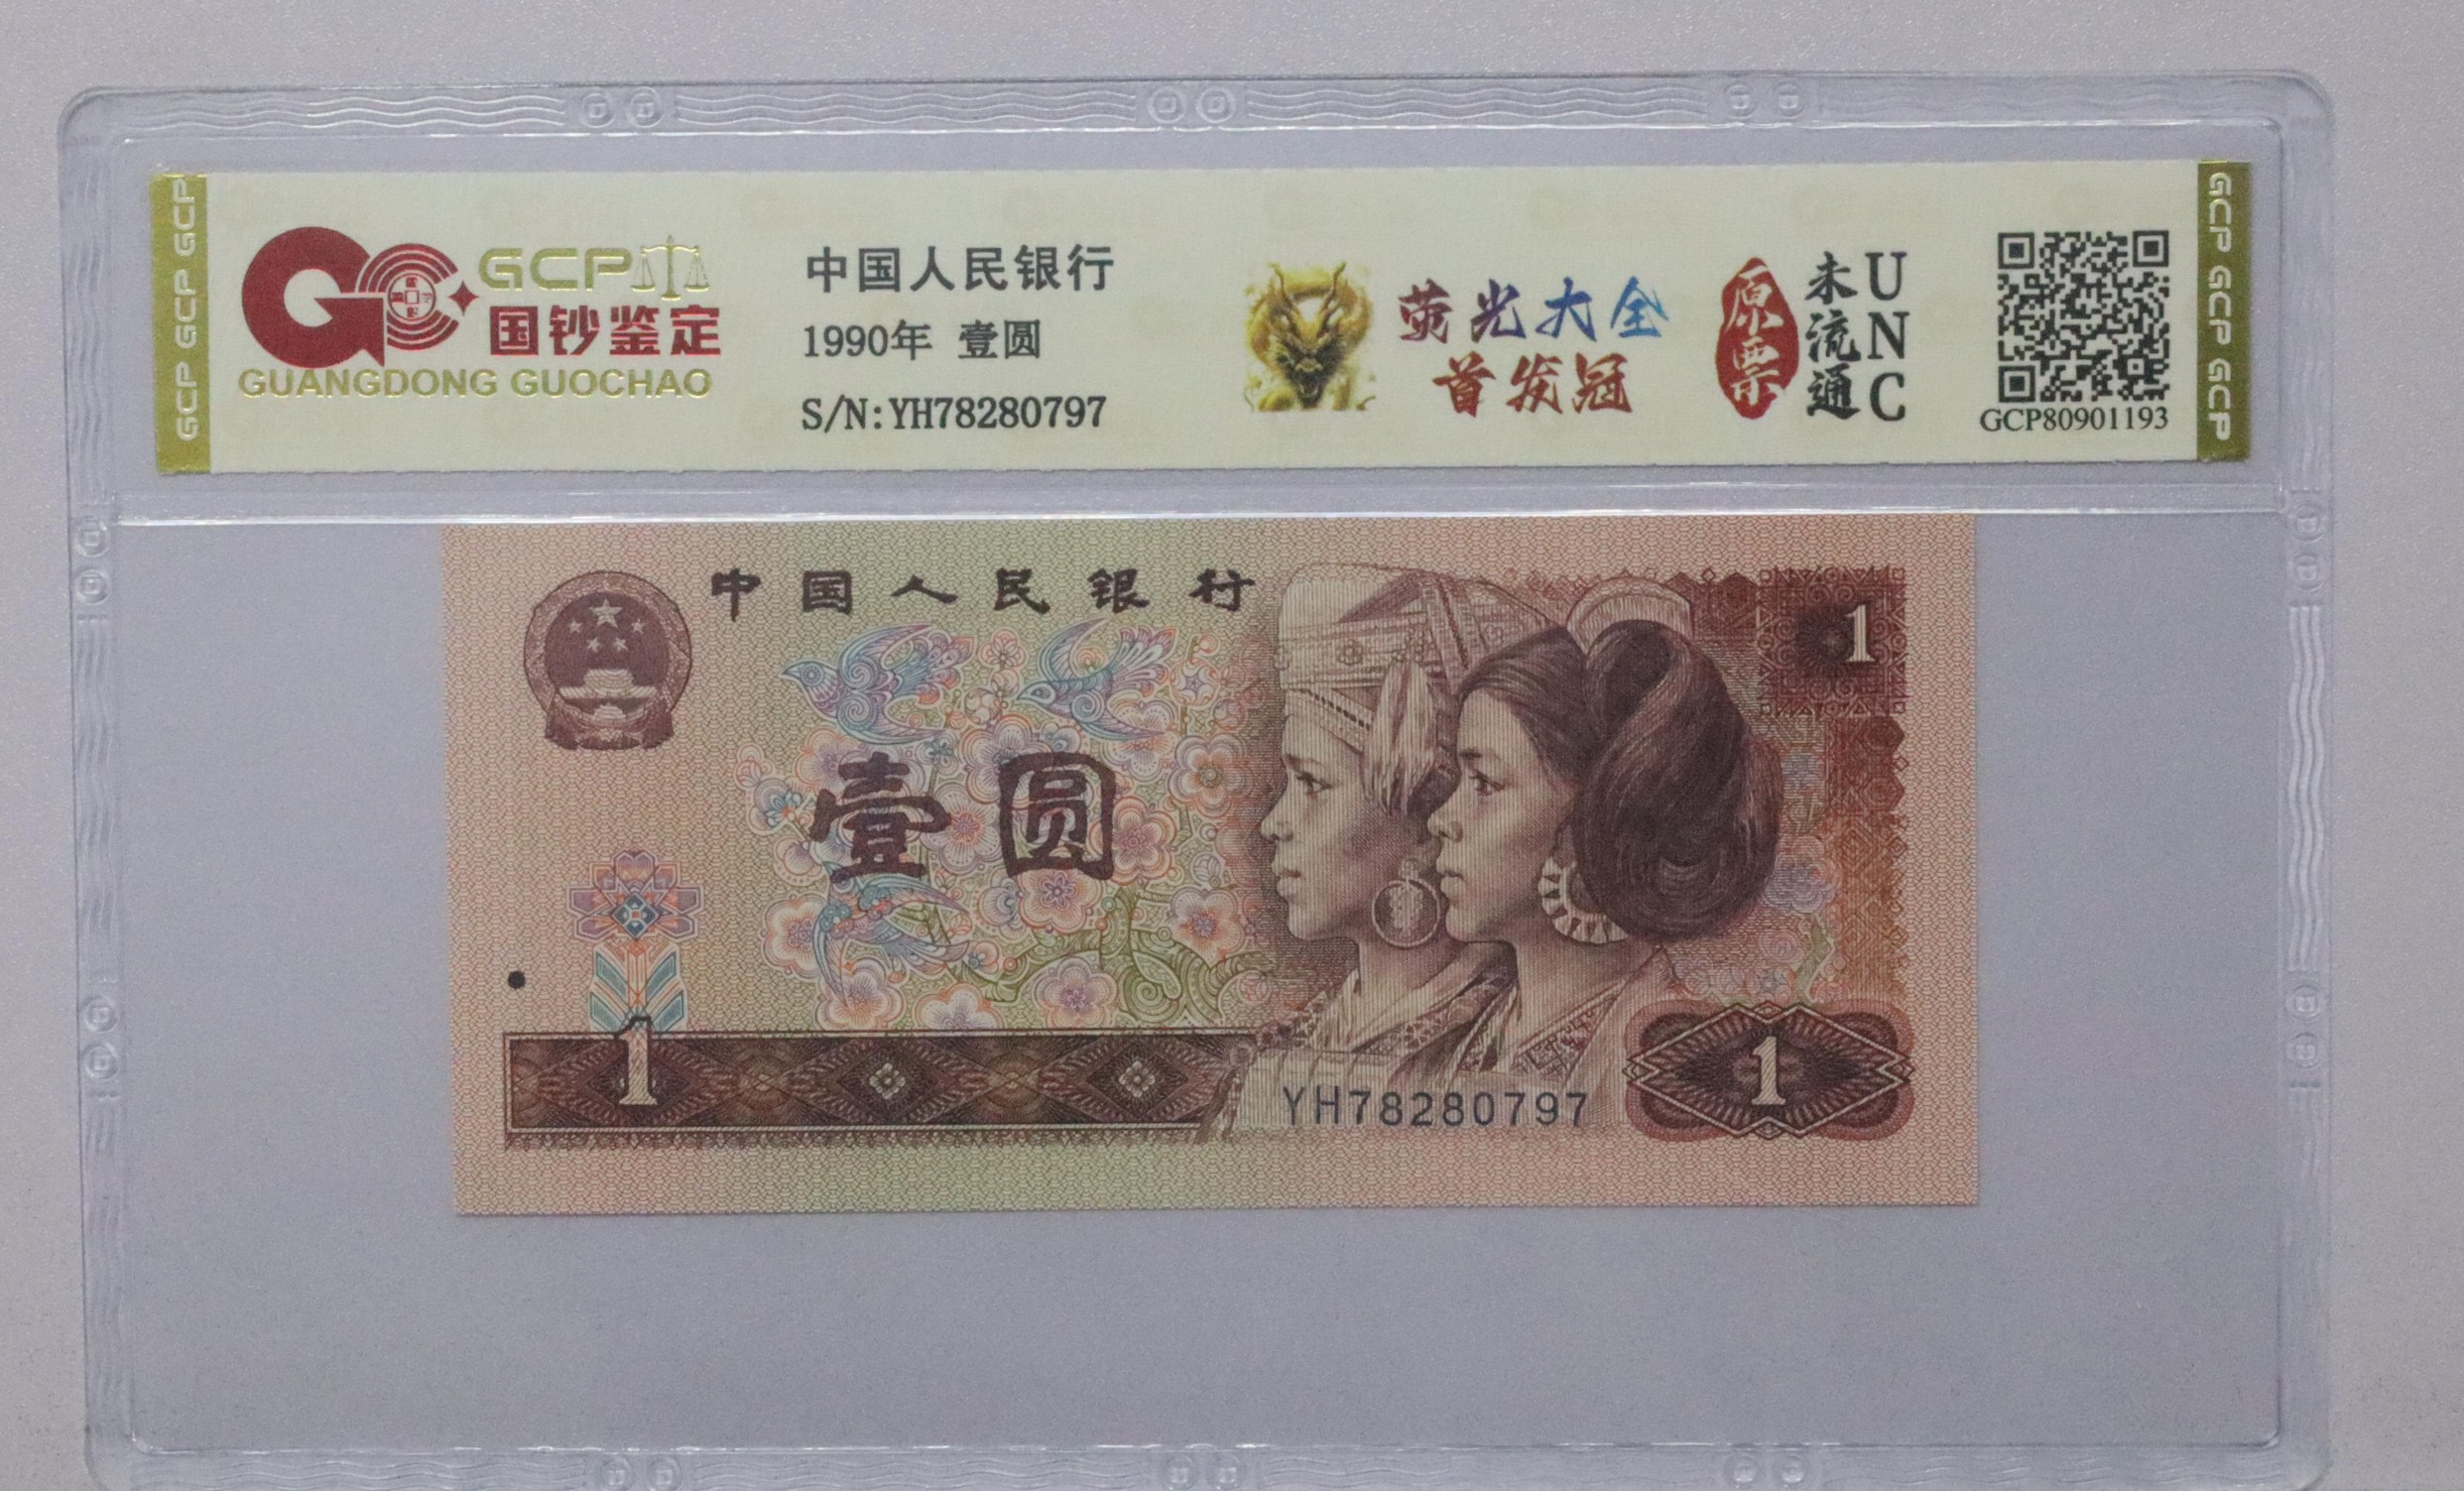 GCP GCP GCP
GCP
国钞鉴定
GUANGDONG GUOCHAO
中国人民银行
1990年 壹圆
S/N:YH78280797
荧光大全
首发冠
原票
未流通
UNC
GCP80901193
GCP GCP GCP
中国人民银行
1
壹圆
1
YH78280797
1